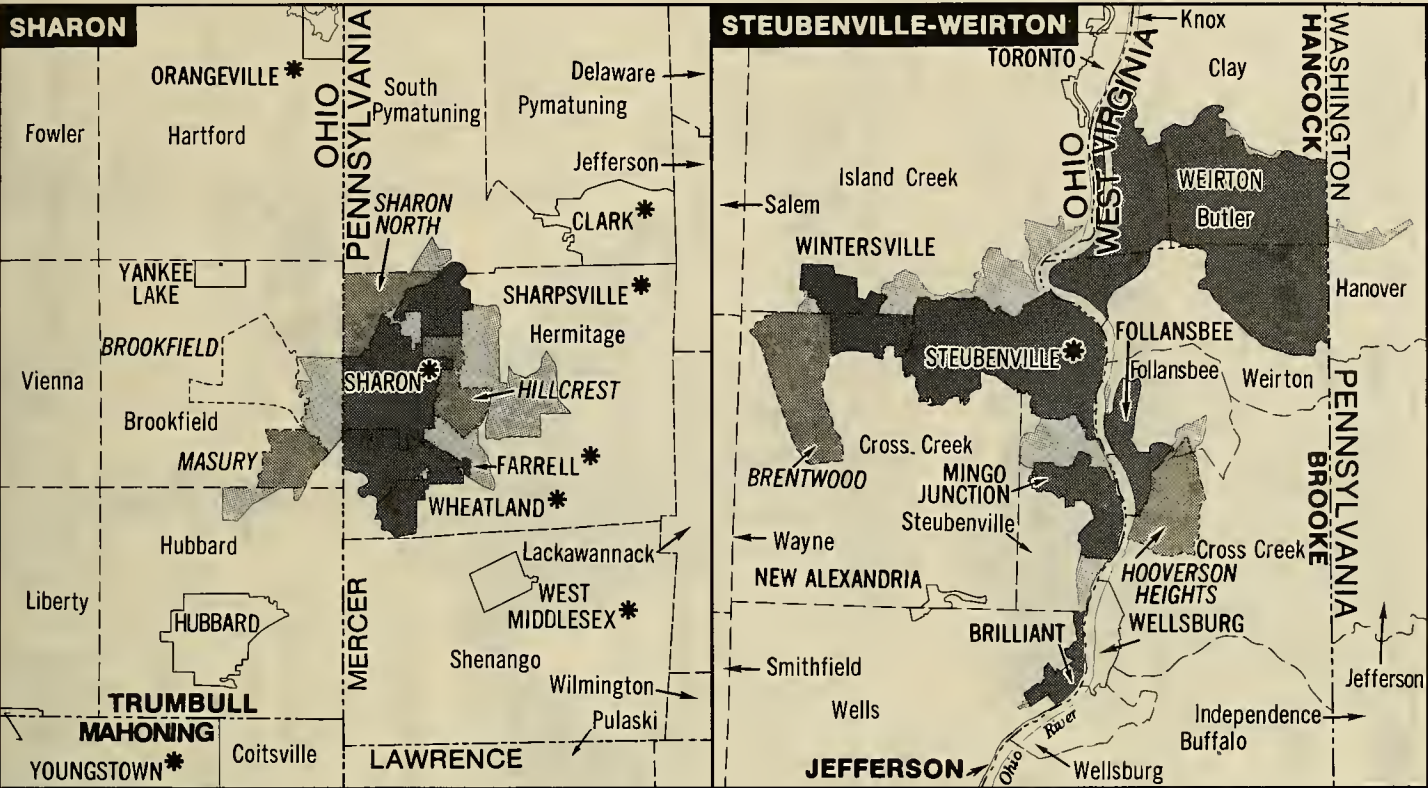 SHARON
ORANGEVILLE*
OHIO
PENNSYLVANIA
South
Pymatuning
Delaware
Pymatuning
Fowler
Hartford
Jefferson
SHARON
NORTH
CLARK*
YANKEE
LAKE
SHARPSVILLE*
Hermitage
BROOKFIELD
Vienna
SHARON*
HILLCREST
Brookfield
MASURY
FARRELL*
WHEATLAND*
Hubbard
Lackawannack
Liberty
HUBBARD
MERCER
WEST
MIDDLESEX*
Shenango
Wilmington
TRUMBULL
Pulaski
MAHONING
YOUNGSTOWN*
Coitsville
LAWRENCE
STEUBENVILLE-WEIRTON
Knox
TORONTO
Clay
HANCOCK
WASHINGTON
OHIO
WEST VIRGINIA
Island Creek
WEIRTON
Butler
Salem
WINTERSVILLE
Hanover
STEUBENVILLE*
FOLLANSBEE
Follansbee
Weirton
PENNSYLVANIA
BRENTWOOD
Cross Creek
MINGO
JUNCTION
Steubenville
BROOKE
Wayne
Cross Creek
HOOVERSON
HEIGHTS
NEW ALEXANDRIA
BRILLIANT
WELLSBURG
Smithfield
Jefferson
Wells
Independence
Buffalo
Ohio River
JEFFERSON
Wellsburg